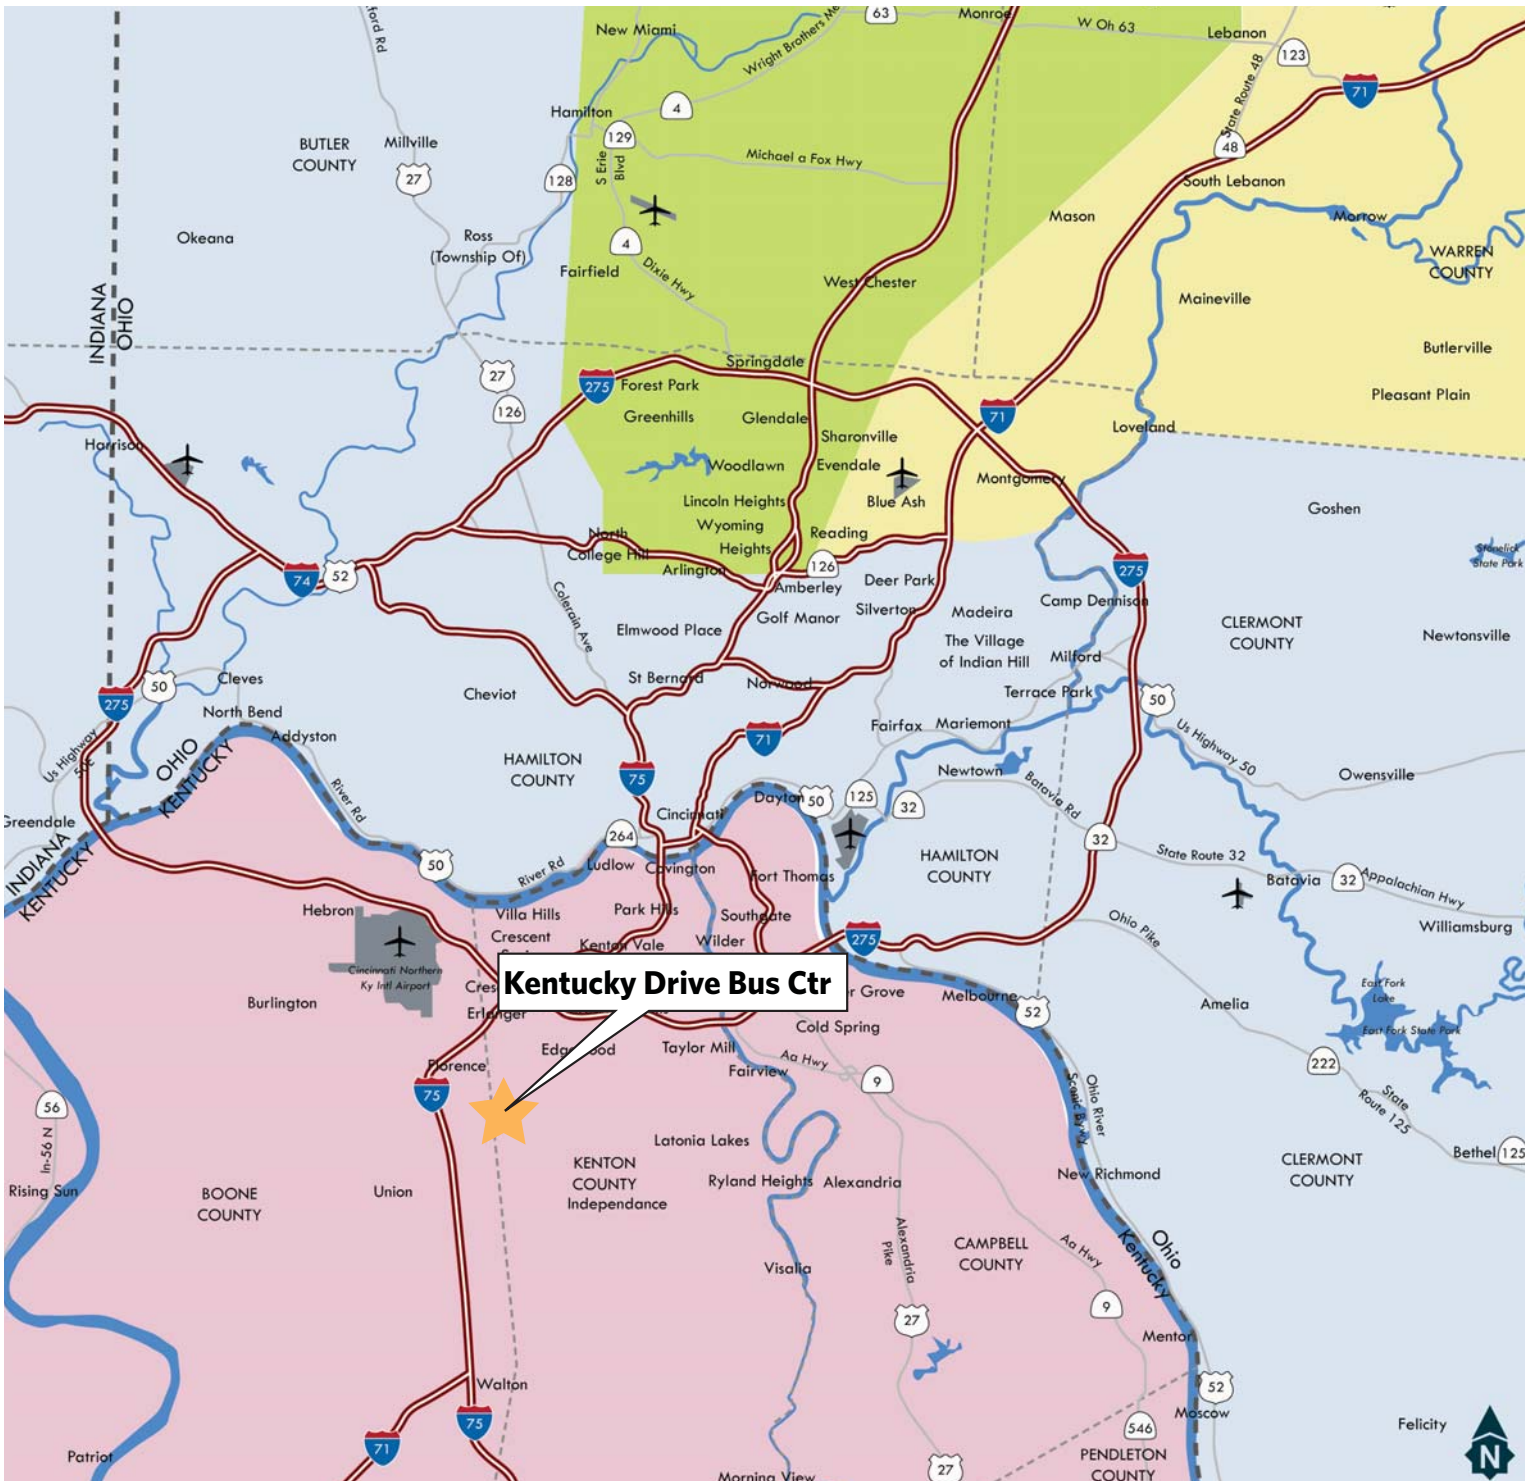 63
Monroe
W Oh 63
Lebanon
New Miami
Wright Brothers Me
123
State Route 48
71
Hamilton
4
129
BUTLER
COUNTY
Millville
27
128
S Erie
Blvd
Michael a Fox Hwy
48
South Lebanon
Okeana
Ross
(Township Of)
4
Mason
Morrow
Fairfield
Dixie Hwy
West Chester
WARREN
COUNTY
INDIANA
OHIO
Maineville
Butlerville
Springdale
27
275
Forest Park
Pleasant Plain
126
Greenhills
Glendale
71
Loveland
Harrison
Sharonville
Woodlawn
Evendale
Montgomery
Lincoln Heights
Blue Ash
Goshen
Wyoming
North
College Hill
Heights
Reading
Stonelick
State Park
74
52
Arlington
126
275
Amberley
Deer Park
Colerain Ave
Elmwood Place
Golf Manor
Silverton
Madeira
Camp Dennison
CLERMONT
COUNTY
Newtonsville
The Village
of Indian Hill
Milford
50
Cleves
Cheviot
St Bernard
Norwood
Terrace Park
275
North Bend
50
Addyston
Fairfax
Mariemont
71
Us Highway 50
Us Highway
50E
OHIO
KENTUCKY
HAMILTON
COUNTY
75
Newtown
Owensville
River Rd
Dayton
50
125
32
Batavia Rd
Greendale
Cincinnati
INDIANA
KENTUCKY
264
32
State Route 32
50
River Rd
Ludlow
Covington
Fort Thomas
HAMILTON
COUNTY
Batavia
32
Appalachian Hwy
Hebron
Villa Hills
Park Hills
Southgate
Ohio Pike
Williamsburg
Crescent
Kenton Vale
Wilder
275
Cincinnati Northern
Ky Intl Airport
Kentucky Drive Bus Ctr
Cres
r Grove
Melbourne
East Fork
Lake
Burlington
Erlanger
52
Amelia
Cold Spring
East Fork State Park
Edgewood
Taylor Mill
Aa Hwy
222
Florence
Fairview
9
75
Scenic Bywy
Ohio River
State
Route 125
56
In-56 N
Latonia Lakes
Bethel
125
Rising Sun
BOONE
COUNTY
Union
KENTON
COUNTY
Independance
Ryland Heights
Alexandria
New Richmond
CLERMONT
COUNTY
Alexandria
Pike
CAMPBELL
COUNTY
Aa Hwy
Ohio
Kentucky
Visalia
27
9
Mentor
Walton
52
75
Moscow
71
546
Felicity
Patriot
PENDLETON
COUNTY
27
Morning View
N